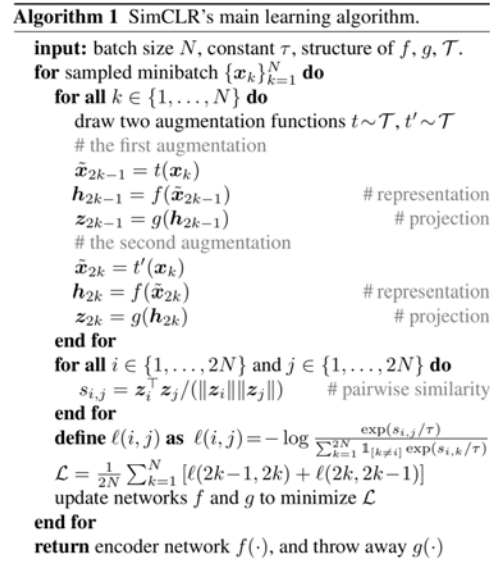 Algorithm 1 SimCLR's main learning algorithm.
input: batch size N, constant τ, structure of f, g, 𝒯.
for sampled minibatch {x_k}_{k=1}^N do
for all k ∈ {1, . . . , N} do
draw two augmentation functions t∼𝒯, t′∼𝒯
# the first augmentation
x̃_{2k−1} = t(x_k)
h_{2k−1} = f(x̃_{2k−1}) # representation
z_{2k−1} = g(h_{2k−1}) # projection
# the second augmentation
x̃_{2k} = t′(x_k)
h_{2k} = f(x̃_{2k}) # representation
z_{2k} = g(h_{2k}) # projection
end for
for all i ∈ {1, . . . , 2N} and j ∈ {1, . . . , 2N} do
s_{i,j} = z_i^⊤ z_j/(‖z_i‖‖z_j‖) # pairwise similarity
end for
define ℓ(i, j) as ℓ(i, j)=−log exp(s_{i,j}/τ) / ∑_{k=1}^{2N} 𝟙_{[k≠i]} exp(s_{i,k}/τ)
ℒ = 1/2N ∑_{k=1}^N [ℓ(2k−1, 2k) + ℓ(2k, 2k−1)]
update networks f and g to minimize ℒ
end for
return encoder network f(·), and throw away g(·)